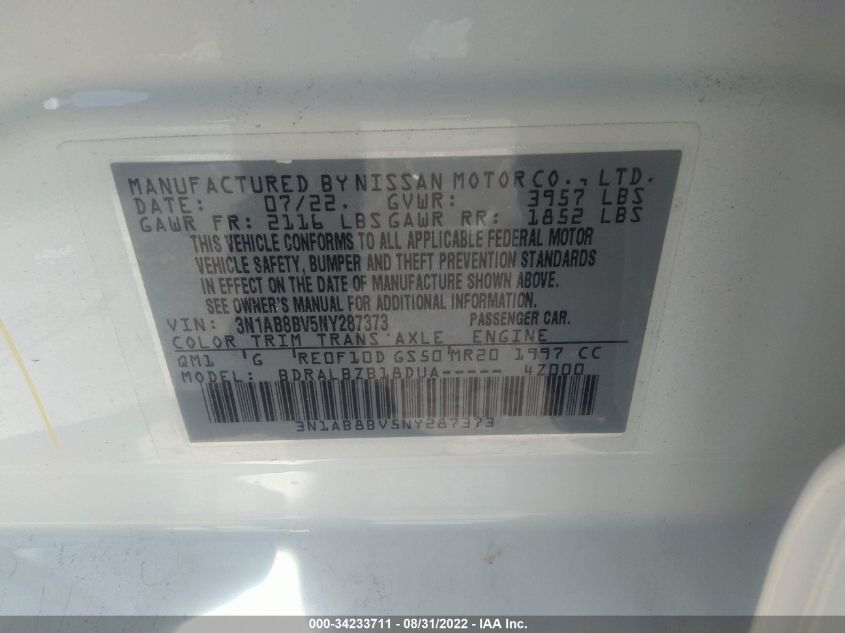 MANUFACTURED BY NISSAN MOTOR CO., LTD.
DATE: 07/22. GVWR: 3957 LBS
GAWR FR: 2116 LBS GAWR RR: 1852 LBS
THIS VEHICLE CONFORMS TO ALL APPLICABLE FEDERAL MOTOR
VEHICLE SAFETY, BUMPER AND THEFT PREVENTION STANDARDS
IN EFFECT ON THE DATE OF MANUFACTURE SHOWN ABOVE.
SEE OWNER'S MANUAL FOR ADDITIONAL INFORMATION.
VIN: 3N1AB8BV5NY287373 PASSENGER CAR.
COLOR TRIM TRANS AXLE ENGINE
QM1 'G 'RE0F10D GS50'MR20 1997 CC
MODEL: BDRALBZB18DUA----- 4Z000
3N1AB8BV5NY287373
000-34233711 - 08/31/2022 - IAA Inc.